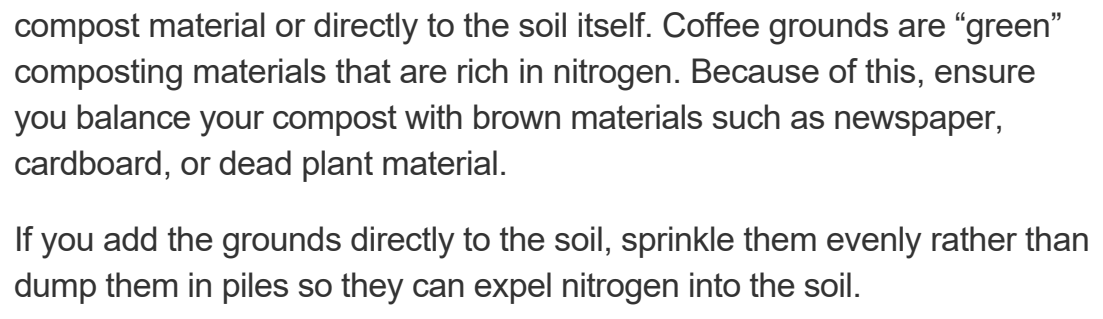 compost material or directly to the soil itself. Coffee grounds are “green”
composting materials that are rich in nitrogen. Because of this, ensure
you balance your compost with brown materials such as newspaper,
cardboard, or dead plant material.
If you add the grounds directly to the soil, sprinkle them evenly rather than
dump them in piles so they can expel nitrogen into the soil.